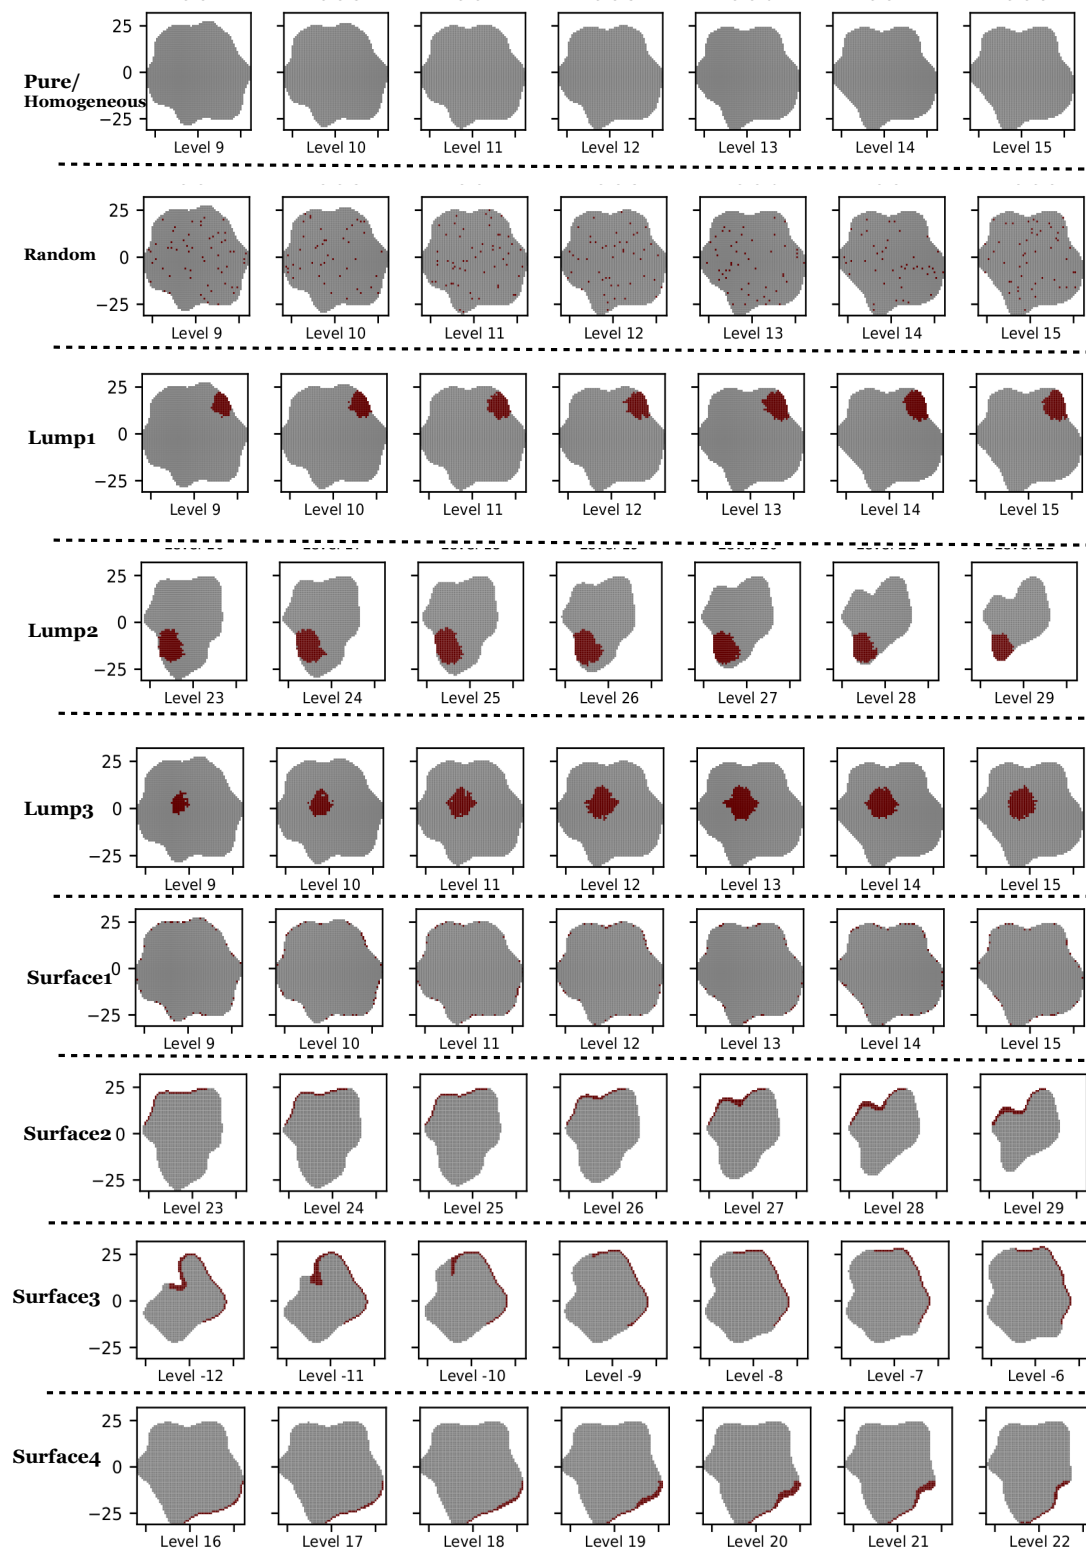 25
Pure/
Homogeneous
0
−25
Level 9 Level 10 Level 11 Level 12 Level 13 Level 14 Level 15
25
Random
0
−25
Level 9 Level 10 Level 11 Level 12 Level 13 Level 14 Level 15
25
Lump1
0
−25
Level 9 Level 10 Level 11 Level 12 Level 13 Level 14 Level 15
25
Lump2
0
−25
Level 23 Level 24 Level 25 Level 26 Level 27 Level 28 Level 29
25
Lump3
0
−25
Level 9 Level 10 Level 11 Level 12 Level 13 Level 14 Level 15
25
Surface1
0
−25
Level 9 Level 10 Level 11 Level 12 Level 13 Level 14 Level 15
25
Surface2
0
−25
Level 23 Level 24 Level 25 Level 26 Level 27 Level 28 Level 29
25
Surface3
0
−25
Level -12 Level -11 Level -10 Level -9 Level -8 Level -7 Level -6
25
Surface4
0
−25
Level 16 Level 17 Level 18 Level 19 Level 20 Level 21 Level 22